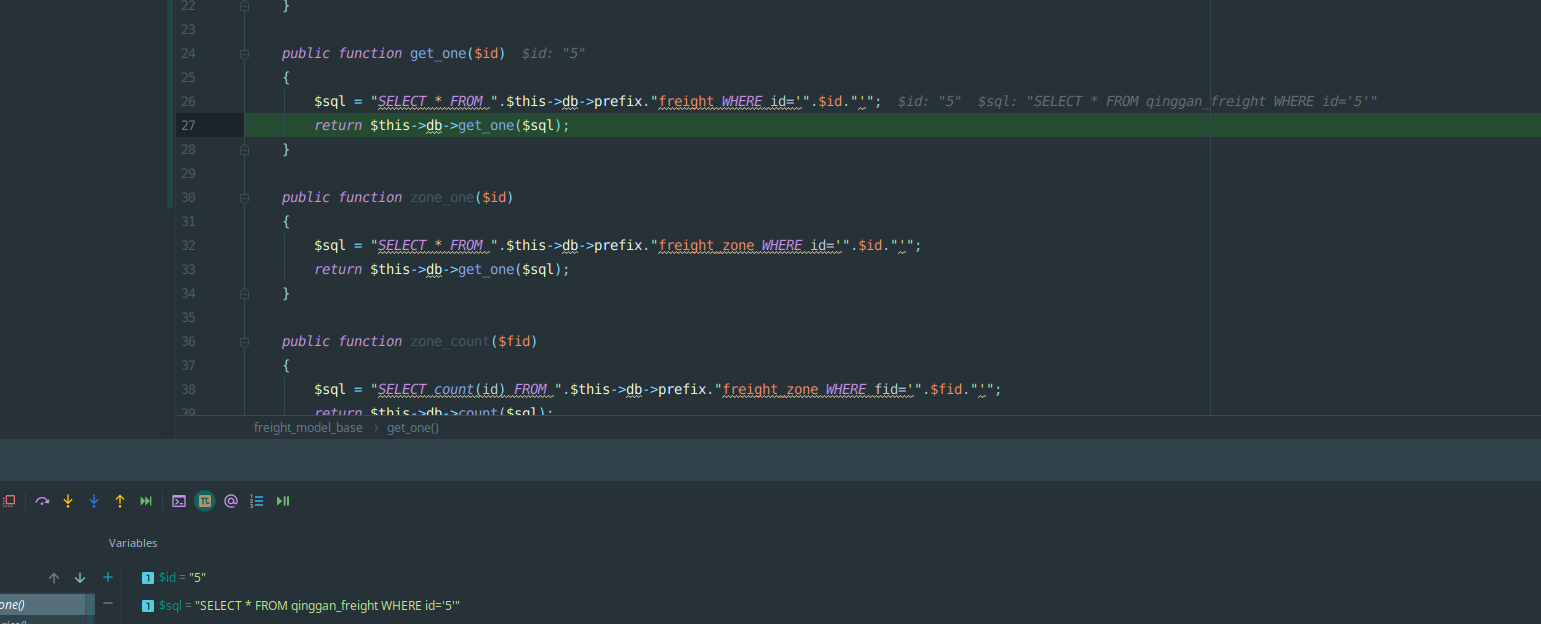 22 }
23
24 public function get_one($id) $id: "5"
25 {
26 $sql = "SELECT * FROM ".$this->db->prefix."freight WHERE id='".$id."'"; $id: "5" $sql: "SELECT * FROM qinggan_freight WHERE id='5'"
27 return $this->db->get_one($sql);
28 }
29
30 public function zone_one($id)
31 {
32 $sql = "SELECT * FROM ".$this->db->prefix."freight_zone WHERE id='".$id."'";
33 return $this->db->get_one($sql);
34 }
35
36 public function zone_count($fid)
37 {
38 $sql = "SELECT count(id) FROM ".$this->db->prefix."freight_zone WHERE fid='".$fid."'";
39 return $this->db->count($sql);
freight_model_base > get_one()
Variables
$id = "5"
one() $sql = "SELECT * FROM qinggan_freight WHERE id='5'"